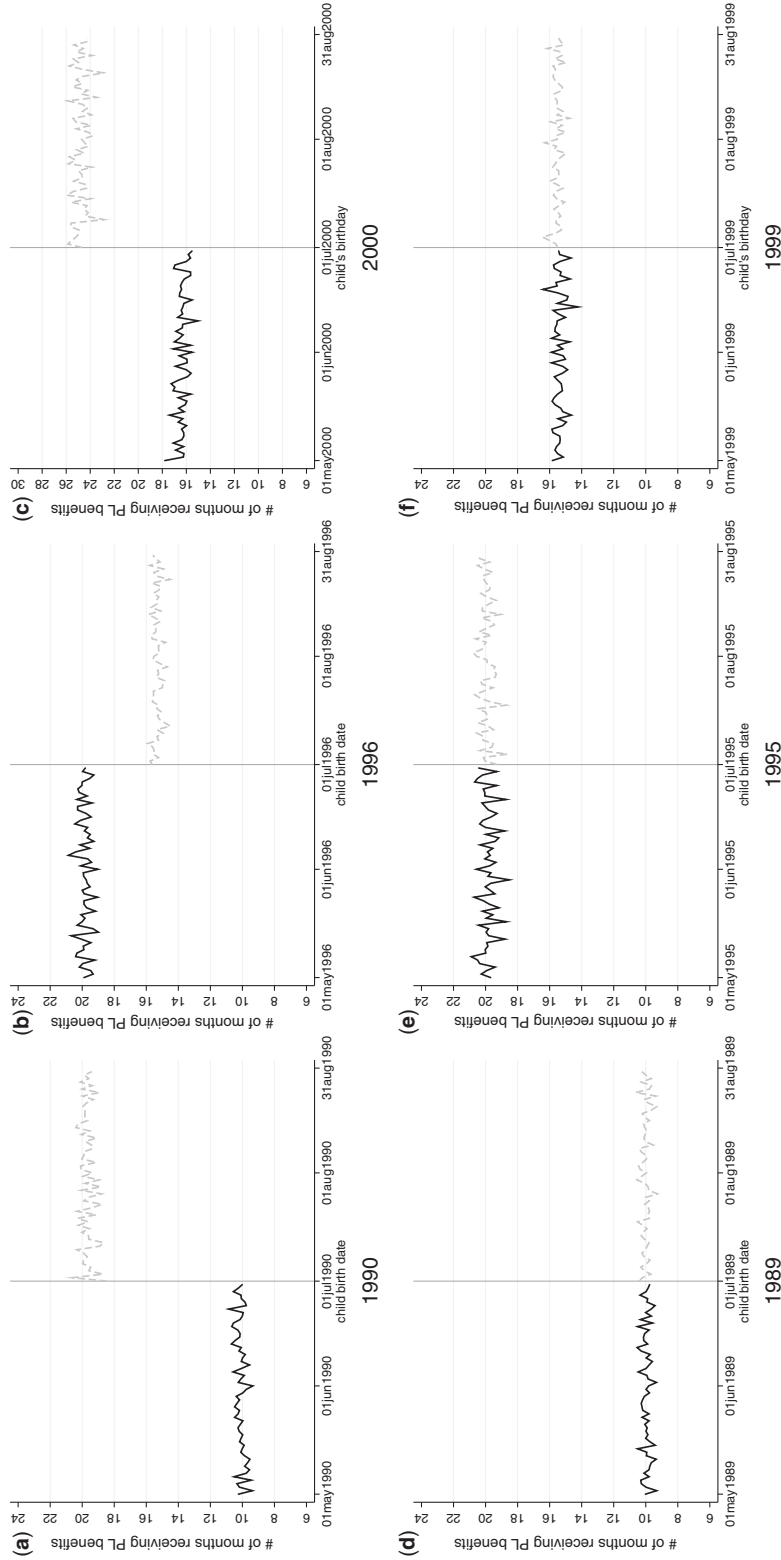 (a)
# of months receiving PL benefits
24
22
20
18
16
14
12
10
8
6
01may1990 01jun1990 01jul1990 01aug1990 31aug1990
child birth date
1990
(b)
# of months receiving PL benefits
24
22
20
18
16
14
12
10
8
6
01may1996 01jun1996 01jul1996 01aug1996 31aug1996
child birth date
1996
(c)
# of months receiving PL benefits
30
28
26
24
22
20
18
16
14
12
10
8
6
01may2000 01jun2000 01jul2000 01aug2000 31aug2000
child's birthday
2000
(d)
# of months receiving PL benefits
24
22
20
18
16
14
12
10
8
6
01may1989 01jun1989 01jul1989 01aug1989 31aug1989
child birth date
1989
(e)
# of months receiving PL benefits
24
22
20
18
16
14
12
10
8
6
01may1995 01jun1995 01jul1995 01aug1995 31aug1995
child birth date
1995
(f)
# of months receiving PL benefits
24
22
20
18
16
14
12
10
8
6
01may1999 01jun1999 01jul1999 01aug1999 31aug1999
child's birthday
1999